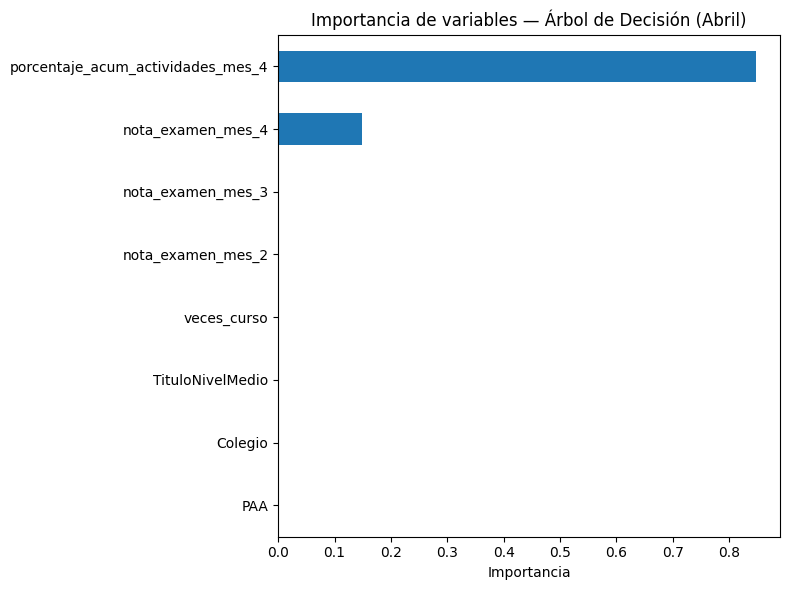 Importancia de variables — Árbol de Decisión (Abril)
porcentaje_acum_actividades_mes_4
nota_examen_mes_4
nota_examen_mes_3
nota_examen_mes_2
veces_curso
TituloNivelMedio
Colegio
PAA
0.0 0.1 0.2 0.3 0.4 0.5 0.6 0.7 0.8
Importancia